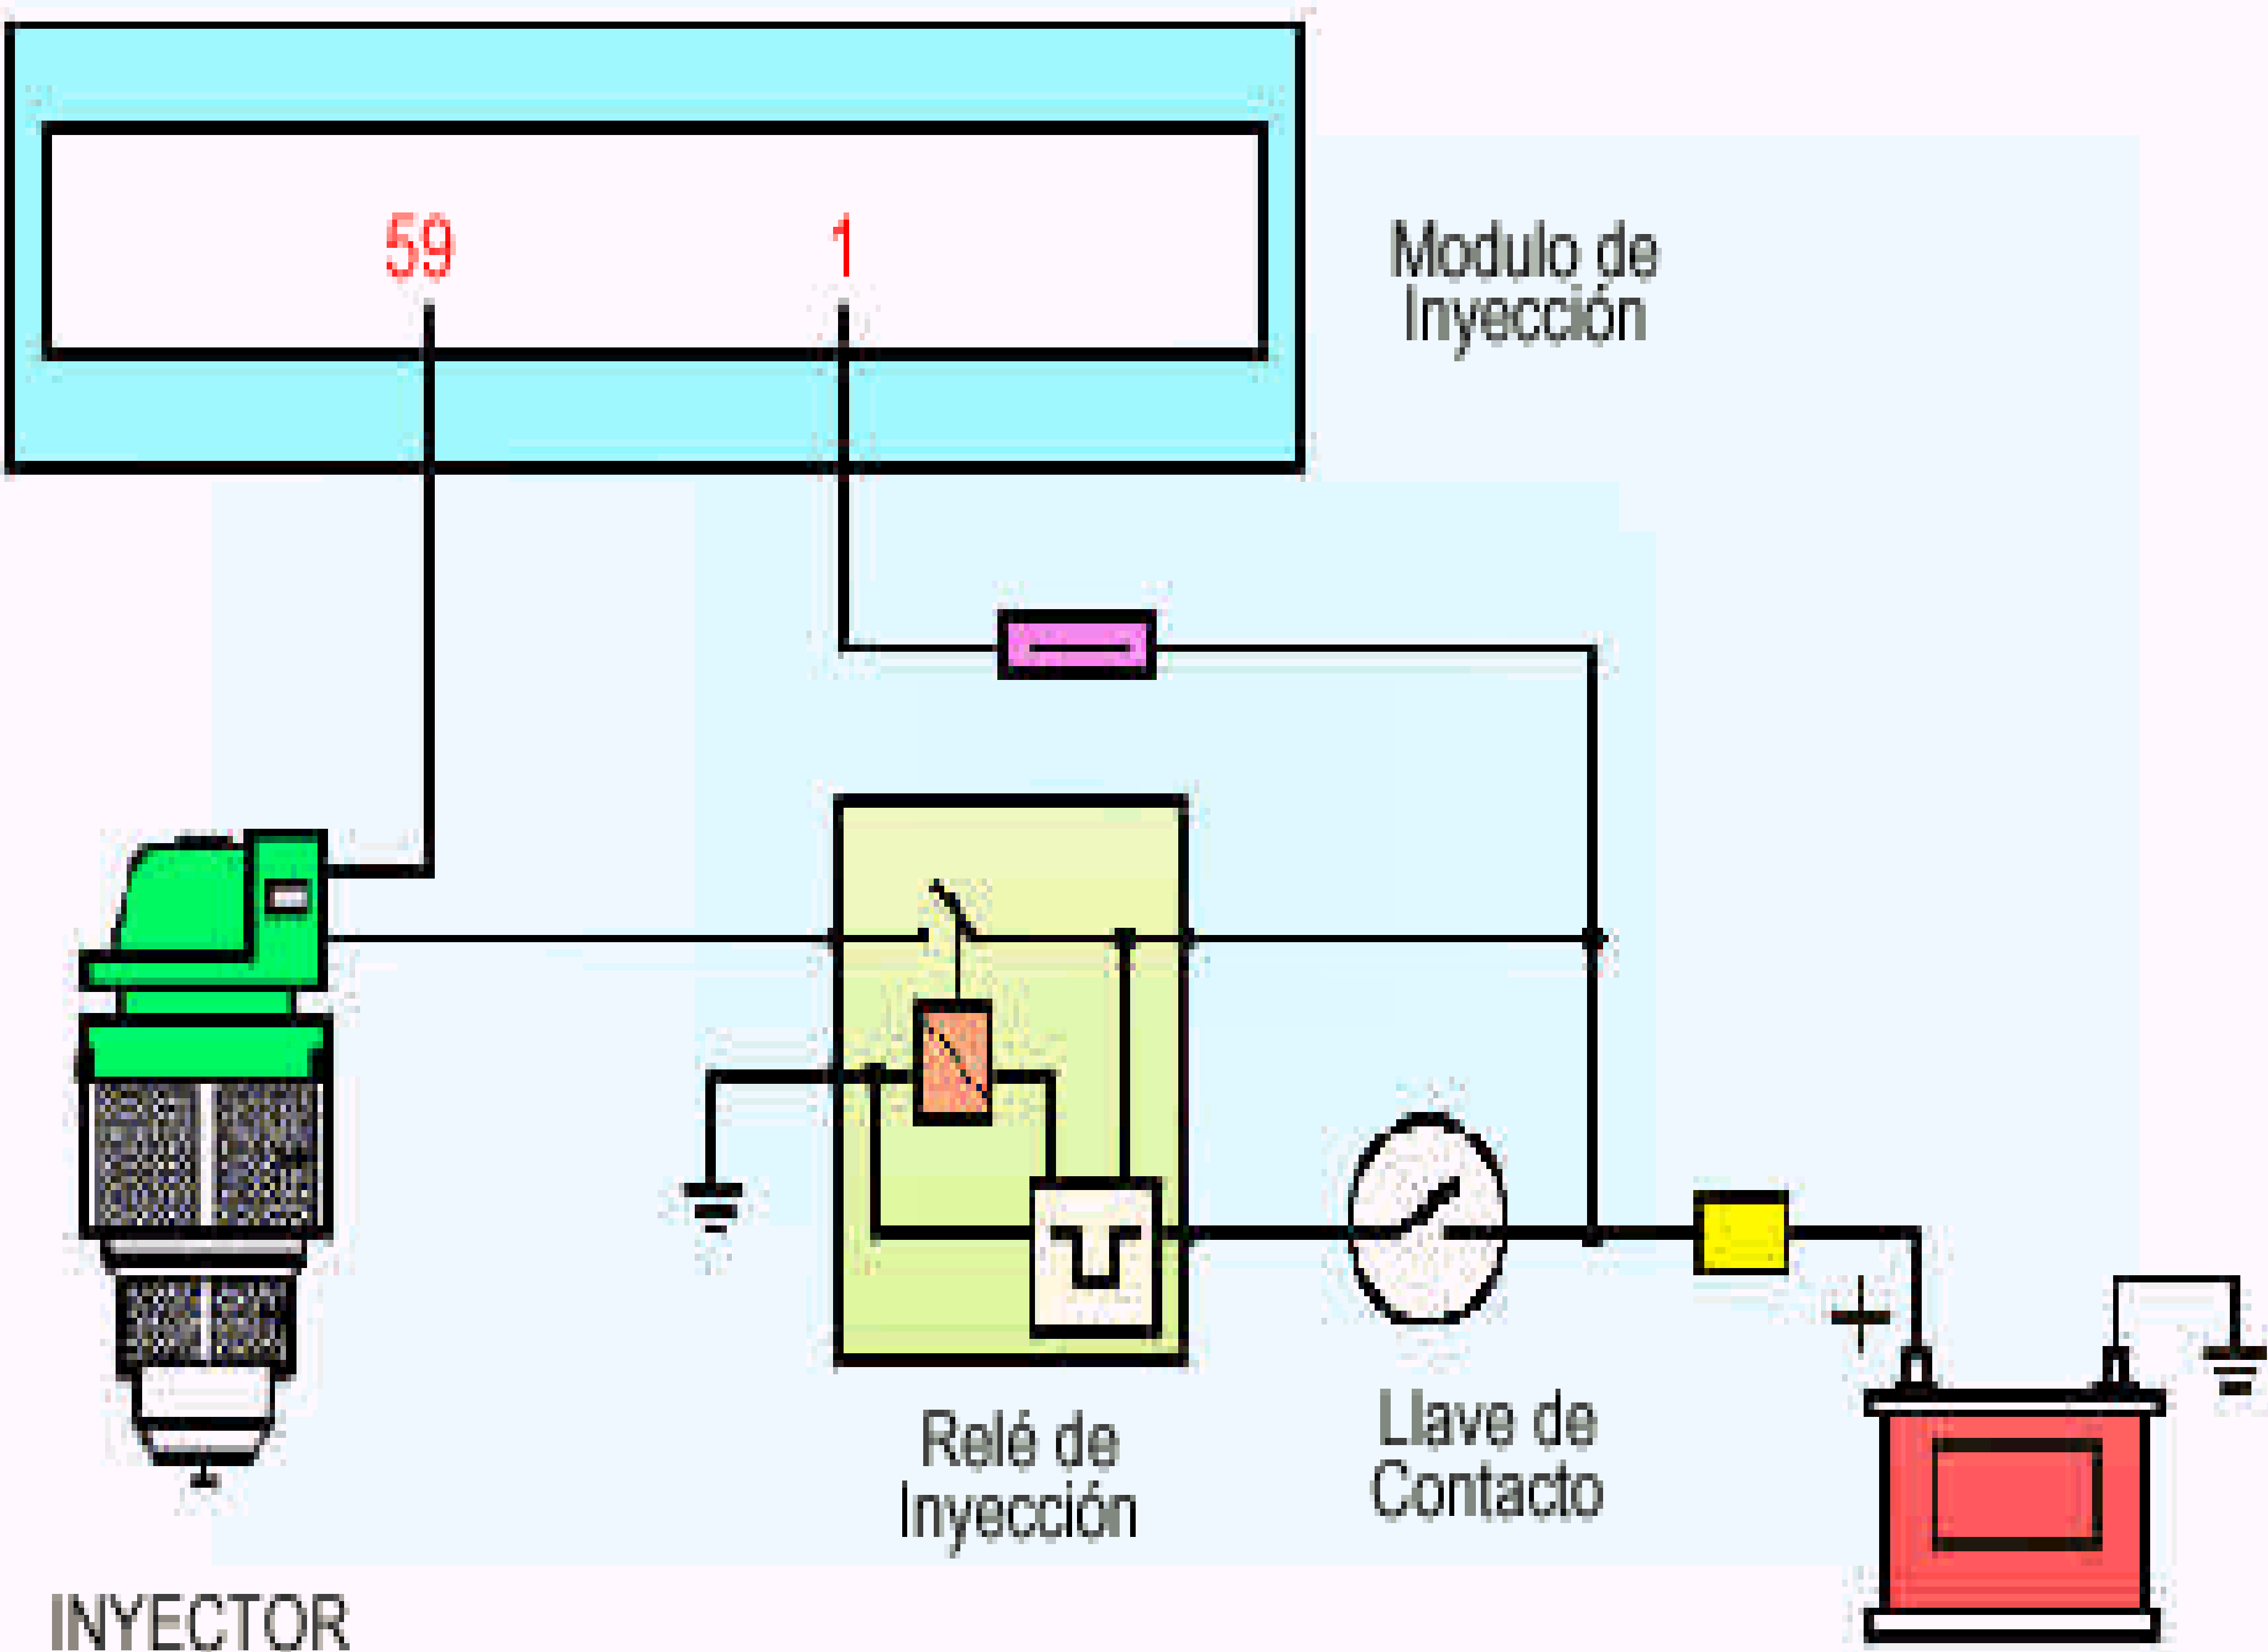 59
1
Modulo de
Inyección
Relé de
Inyección
Llave de
Contacto
+
INYECTOR